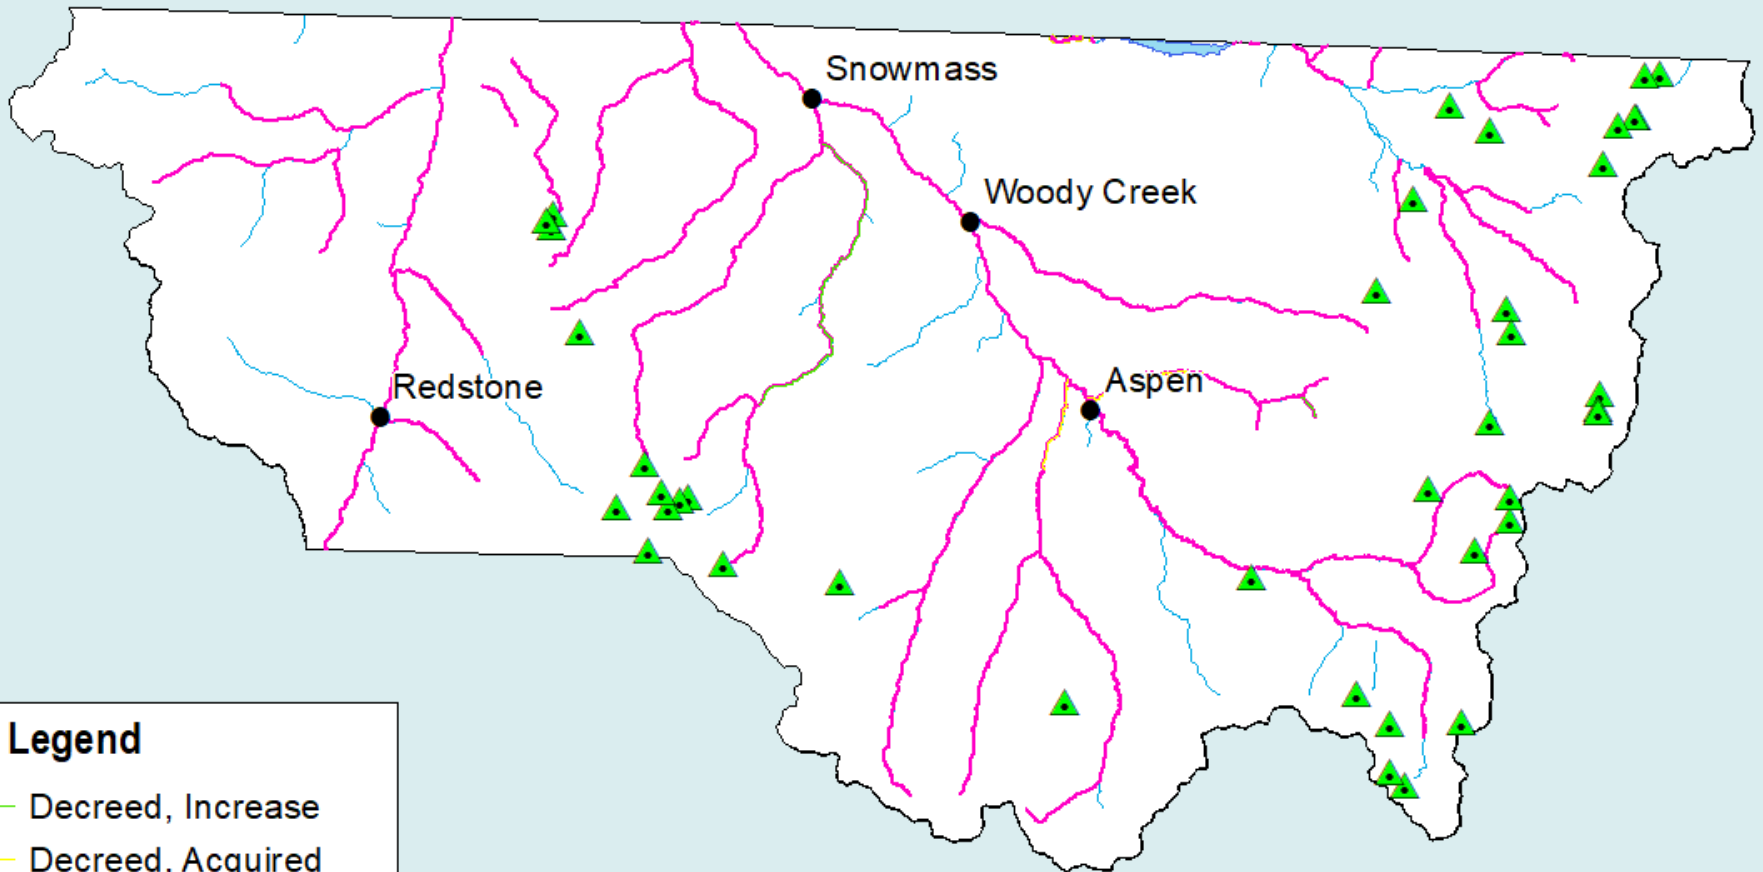 Snowmass
Woody Creek
Redstone
Aspen
Legend
Decreed, Increase
Decreed, Acquired